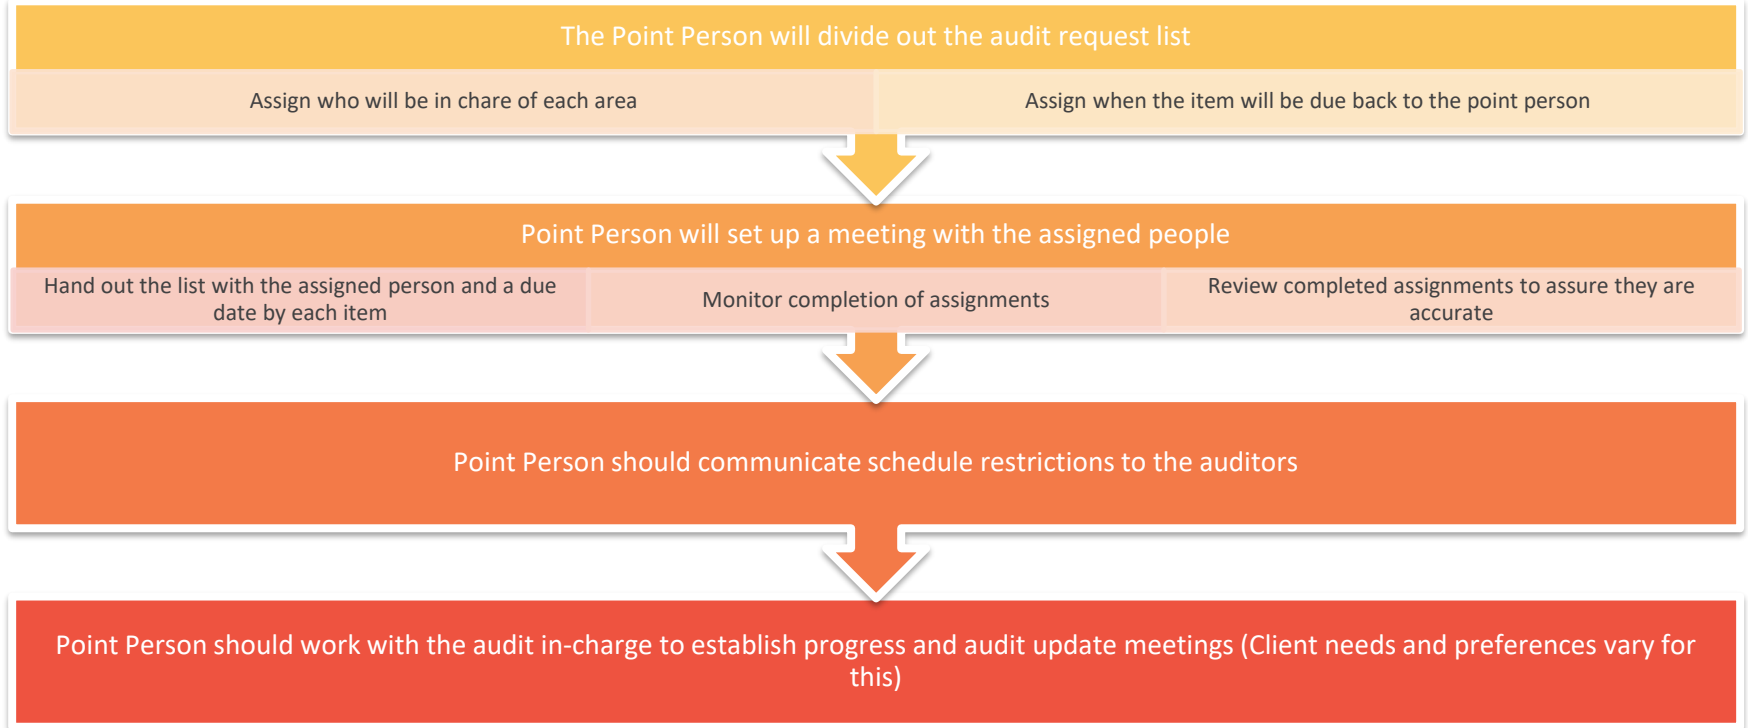 The Point Person will divide out the audit request list
Assign who will be in chare of each area
Assign when the item will be due back to the point person
Point Person will set up a meeting with the assigned people
Hand out the list with the assigned person and a due
date by each item
Monitor completion of assignments
Review completed assignments to assure they are
accurate
Point Person should communicate schedule restrictions to the auditors
Point Person should work with the audit in-charge to establish progress and audit update meetings (Client needs and preferences vary for
this)